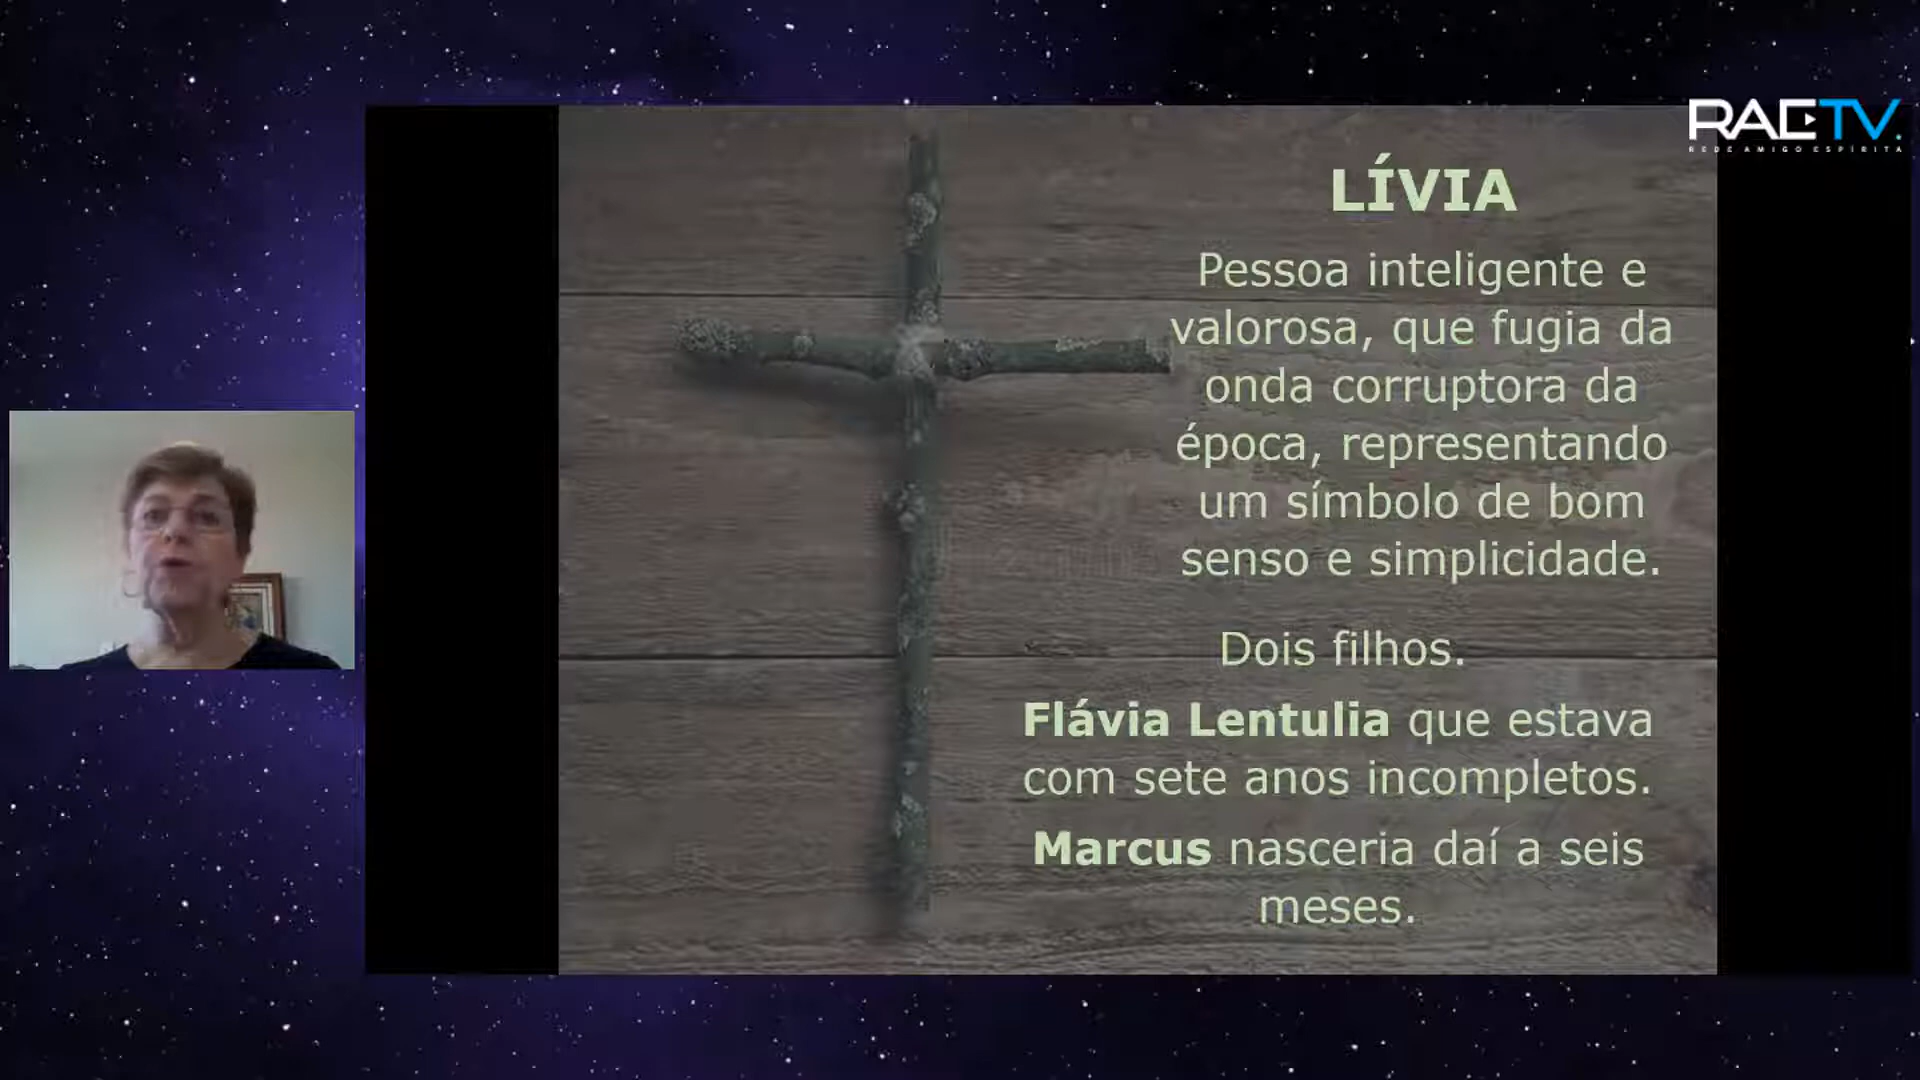 RAETV.
REDE AMIGO ESPÍRITA
LÍVIA
Pessoa inteligente e
valorosa, que fugia da
onda corruptora da
época, representando
um símbolo de bom
senso e simplicidade.
Dois filhos.
Flávia Lentulia que estava
com sete anos incompletos.
Marcus nasceria daí a seis
meses.